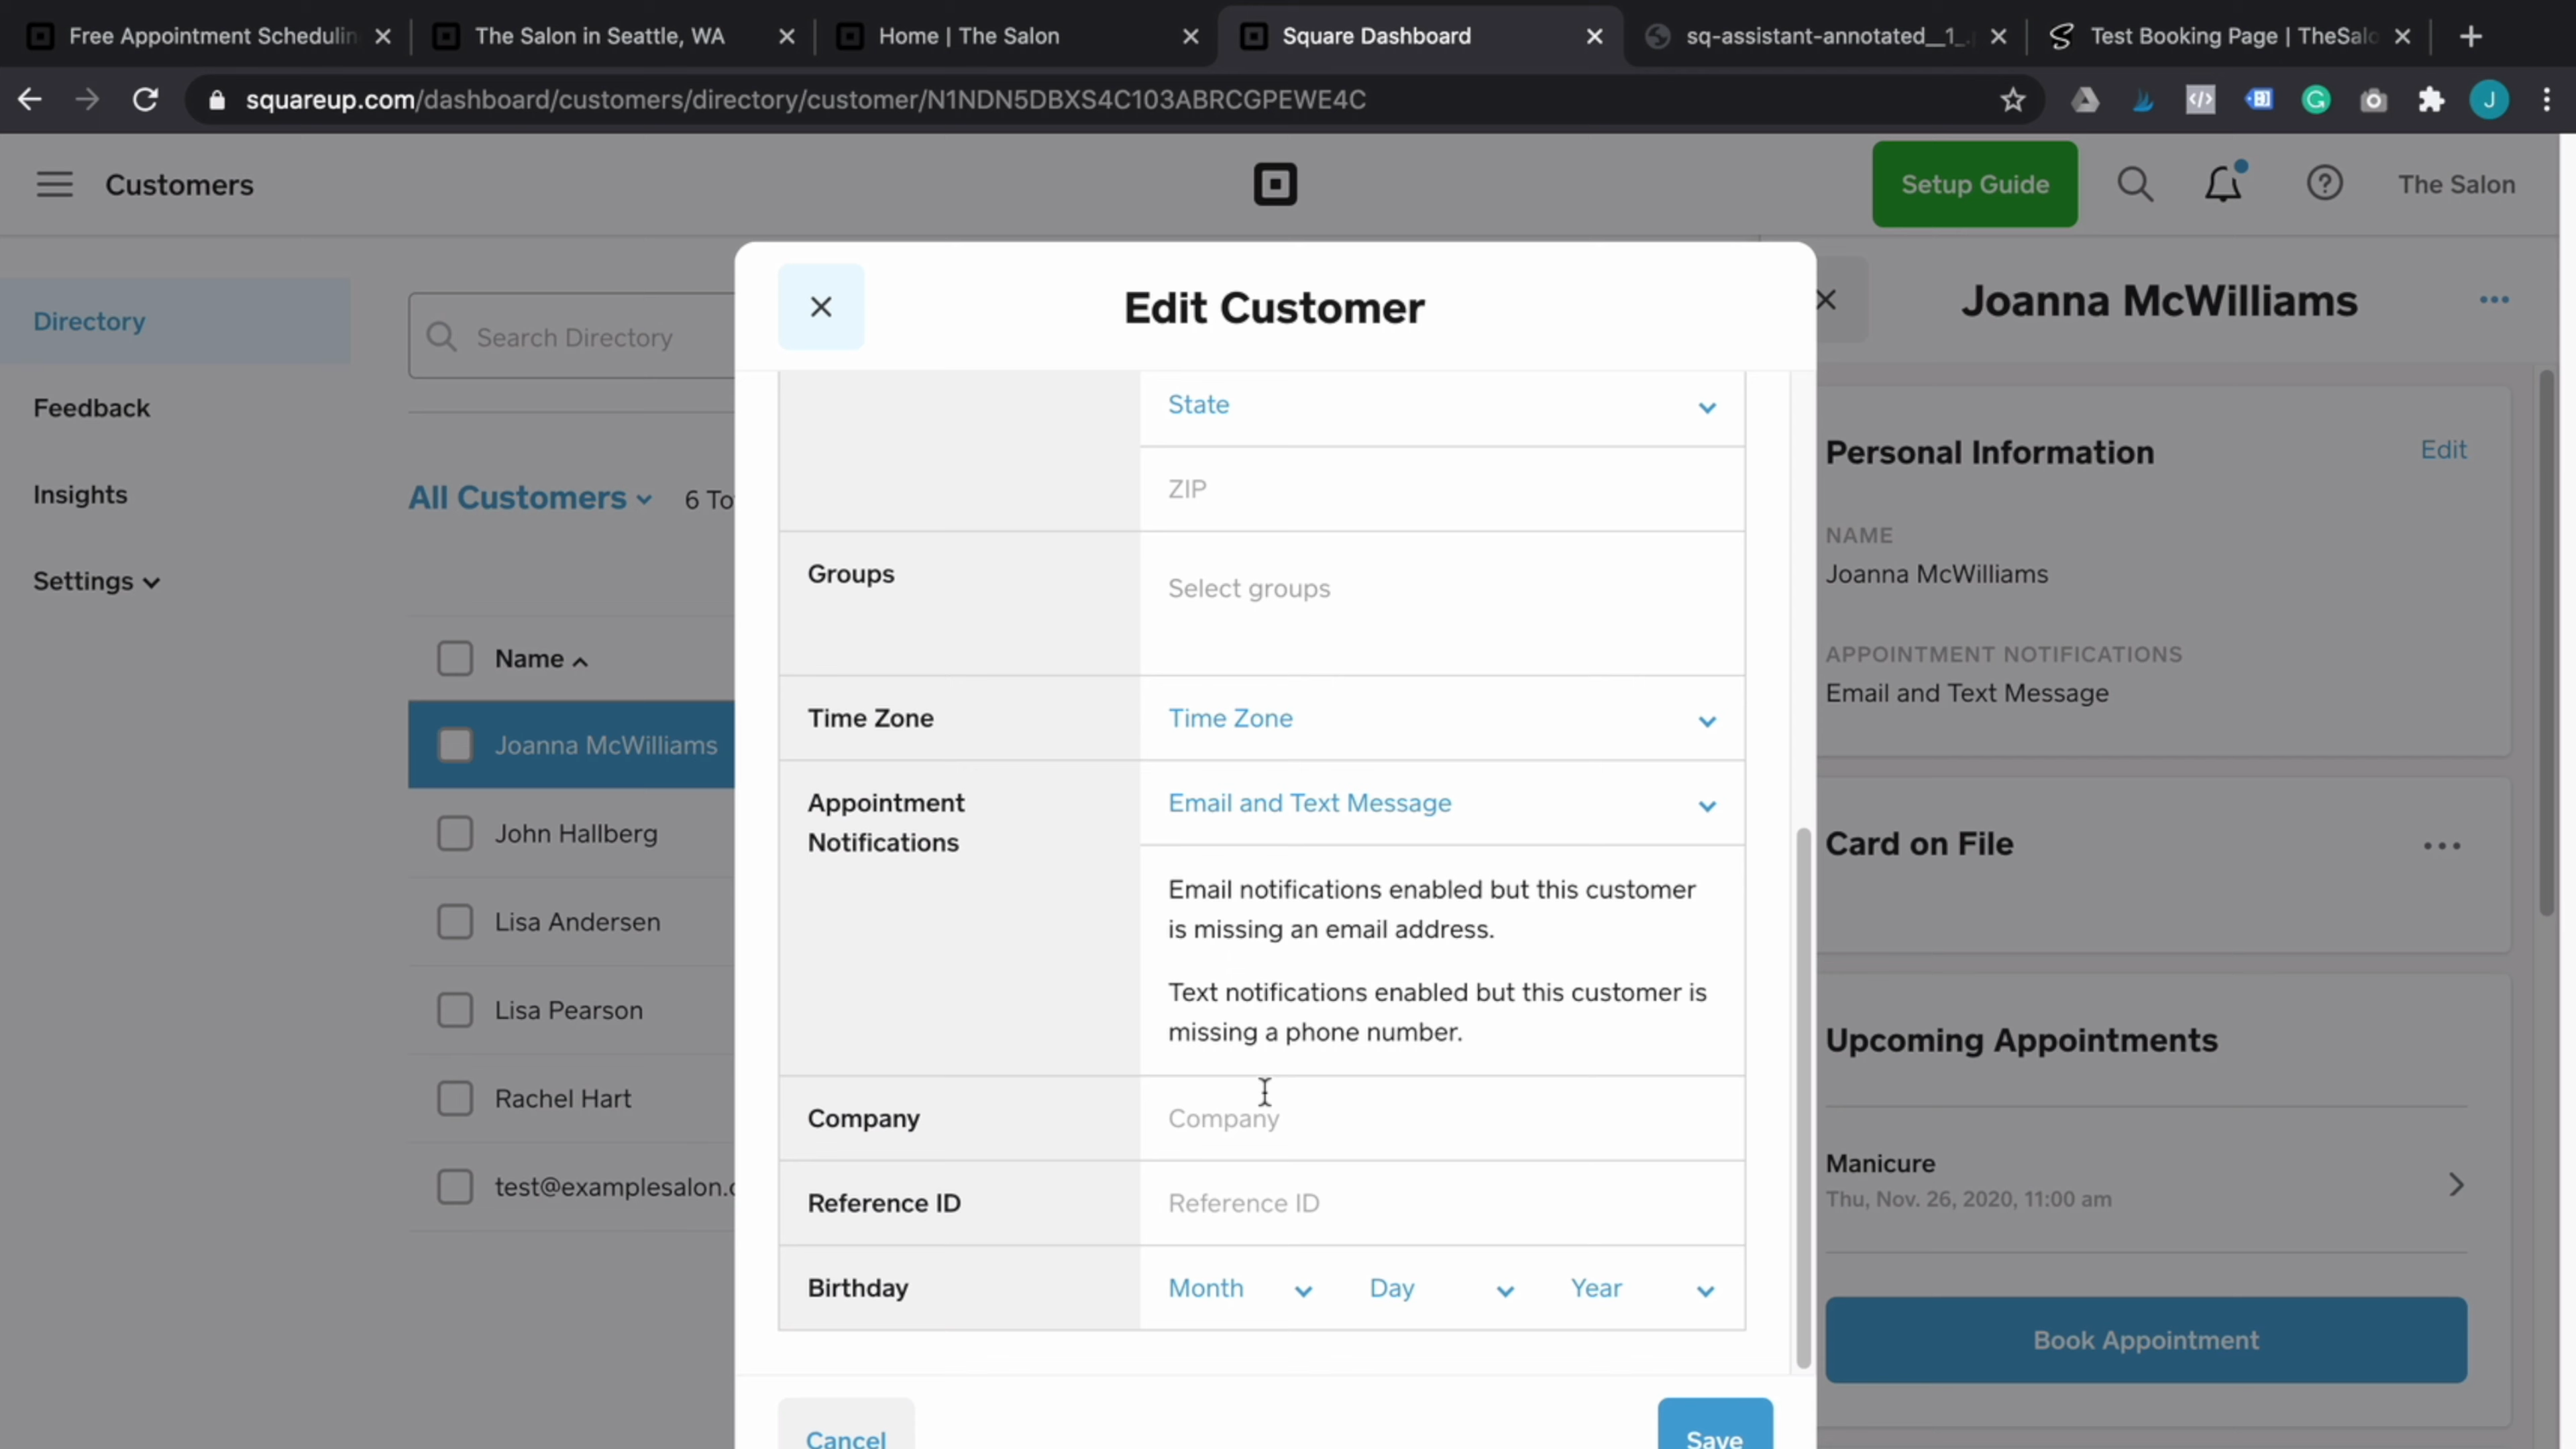 Free Appointment Schedulin
The Salon in Seattle, WA
Home | The Salon
Square Dashboard
sq-assistant-annotated__1_.
Test Booking Page | TheSalo
squareup.com/dashboard/customers/directory/customer/N1NDN5DBXS4C103ABRCGPEWE4C
J
Customers
Setup Guide
The Salon
Directory
Feedback
Insights
Settings
Search Directory
All Customers
6 To
Name
Joanna McWilliams
John Hallberg
Lisa Andersen
Lisa Pearson
Rachel Hart
test@examplesalon.c
Edit Customer
State
ZIP
Groups
Select groups
Time Zone
Time Zone
Appointment
Notifications
Email and Text Message
Email notifications enabled but this customer
is missing an email address.
Text notifications enabled but this customer is
missing a phone number.
Company
Company
Reference ID
Reference ID
Birthday
Month
Day
Year
Cancel
Save
Joanna McWilliams
Personal Information
Edit
NAME
Joanna McWilliams
APPOINTMENT NOTIFICATIONS
Email and Text Message
Card on File
Upcoming Appointments
Manicure
Thu, Nov. 26, 2020, 11:00 am
Book Appointment